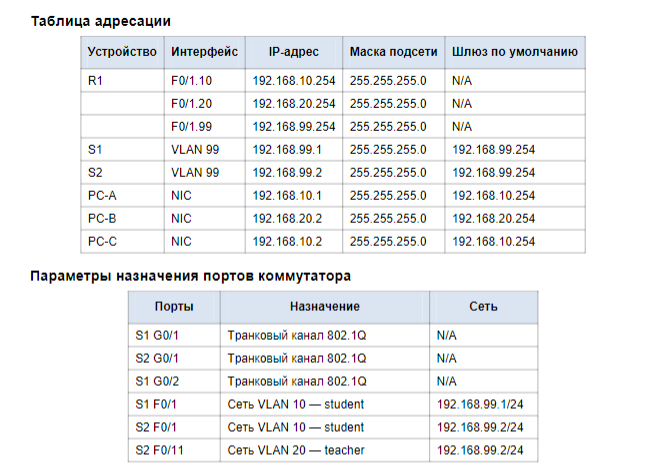 Таблица адресации
Устройство Интерфейс IP-адрес Маска подсети Шлюз по умолчанию
R1 F0/1.10 192.168.10.254 255.255.255.0 N/A
F0/1.20 192.168.20.254 255.255.255.0 N/A
F0/1.99 192.168.99.254 255.255.255.0 N/A
S1 VLAN 99 192.168.99.1 255.255.255.0 192.168.99.254
S2 VLAN 99 192.168.99.2 255.255.255.0 192.168.99.254
PC-A NIC 192.168.10.1 255.255.255.0 192.168.10.254
PC-B NIC 192.168.20.2 255.255.255.0 192.168.20.254
PC-C NIC 192.168.10.2 255.255.255.0 192.168.10.254
Параметры назначения портов коммутатора
Порты Назначение Сеть
S1 G0/1 Транковый канал 802.1Q N/A
S2 G0/1 Транковый канал 802.1Q N/A
S1 G0/2 Транковый канал 802.1Q N/A
S1 F0/1 Сеть VLAN 10 — student 192.168.99.1/24
S2 F0/1 Сеть VLAN 10 — student 192.168.99.2/24
S2 F0/11 Сеть VLAN 20 — teacher 192.168.99.2/24